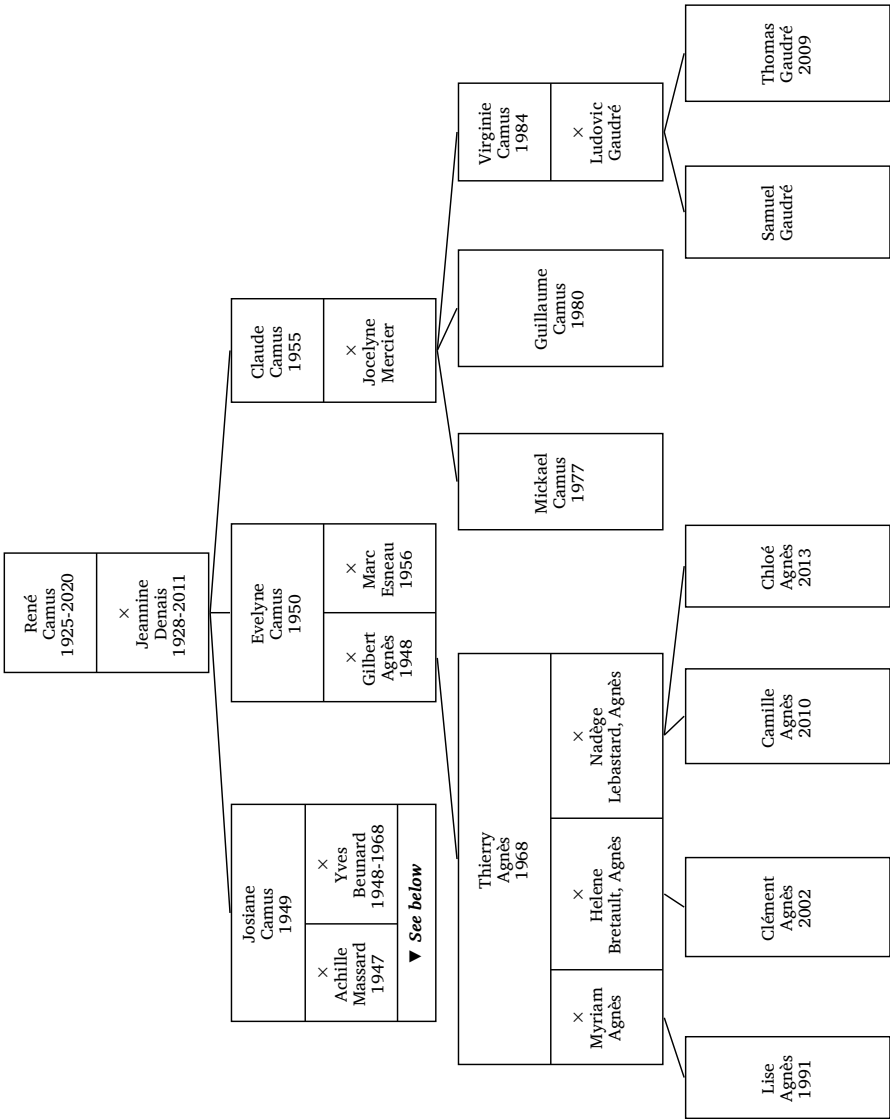 René
Camus
1925-2020
×
Jeannine
Denais
1928-2011
Josiane
Camus
1949
×
Achille
Massard
1947
×
Yves
Beunard
1948-1968
▼ See below
Evelyne
Camus
1950
×
Gilbert
Agnès
1948
×
Marc
Esneau
1956
Claude
Camus
1955
×
Jocelyne
Mercier
Thierry
Agnès
1968
×
Myriam
Agnès
×
Helene
Bretault, Agnès
×
Nadège
Lebastard, Agnès
Mickael
Camus
1977
Guillaume
Camus
1980
Virginie
Camus
1984
×
Ludovic
Gaudré
Lise
Agnès
1991
Clément
Agnès
2002
Camille
Agnès
2010
Chloé
Agnès
2013
Samuel
Gaudré
Thomas
Gaudré
2009